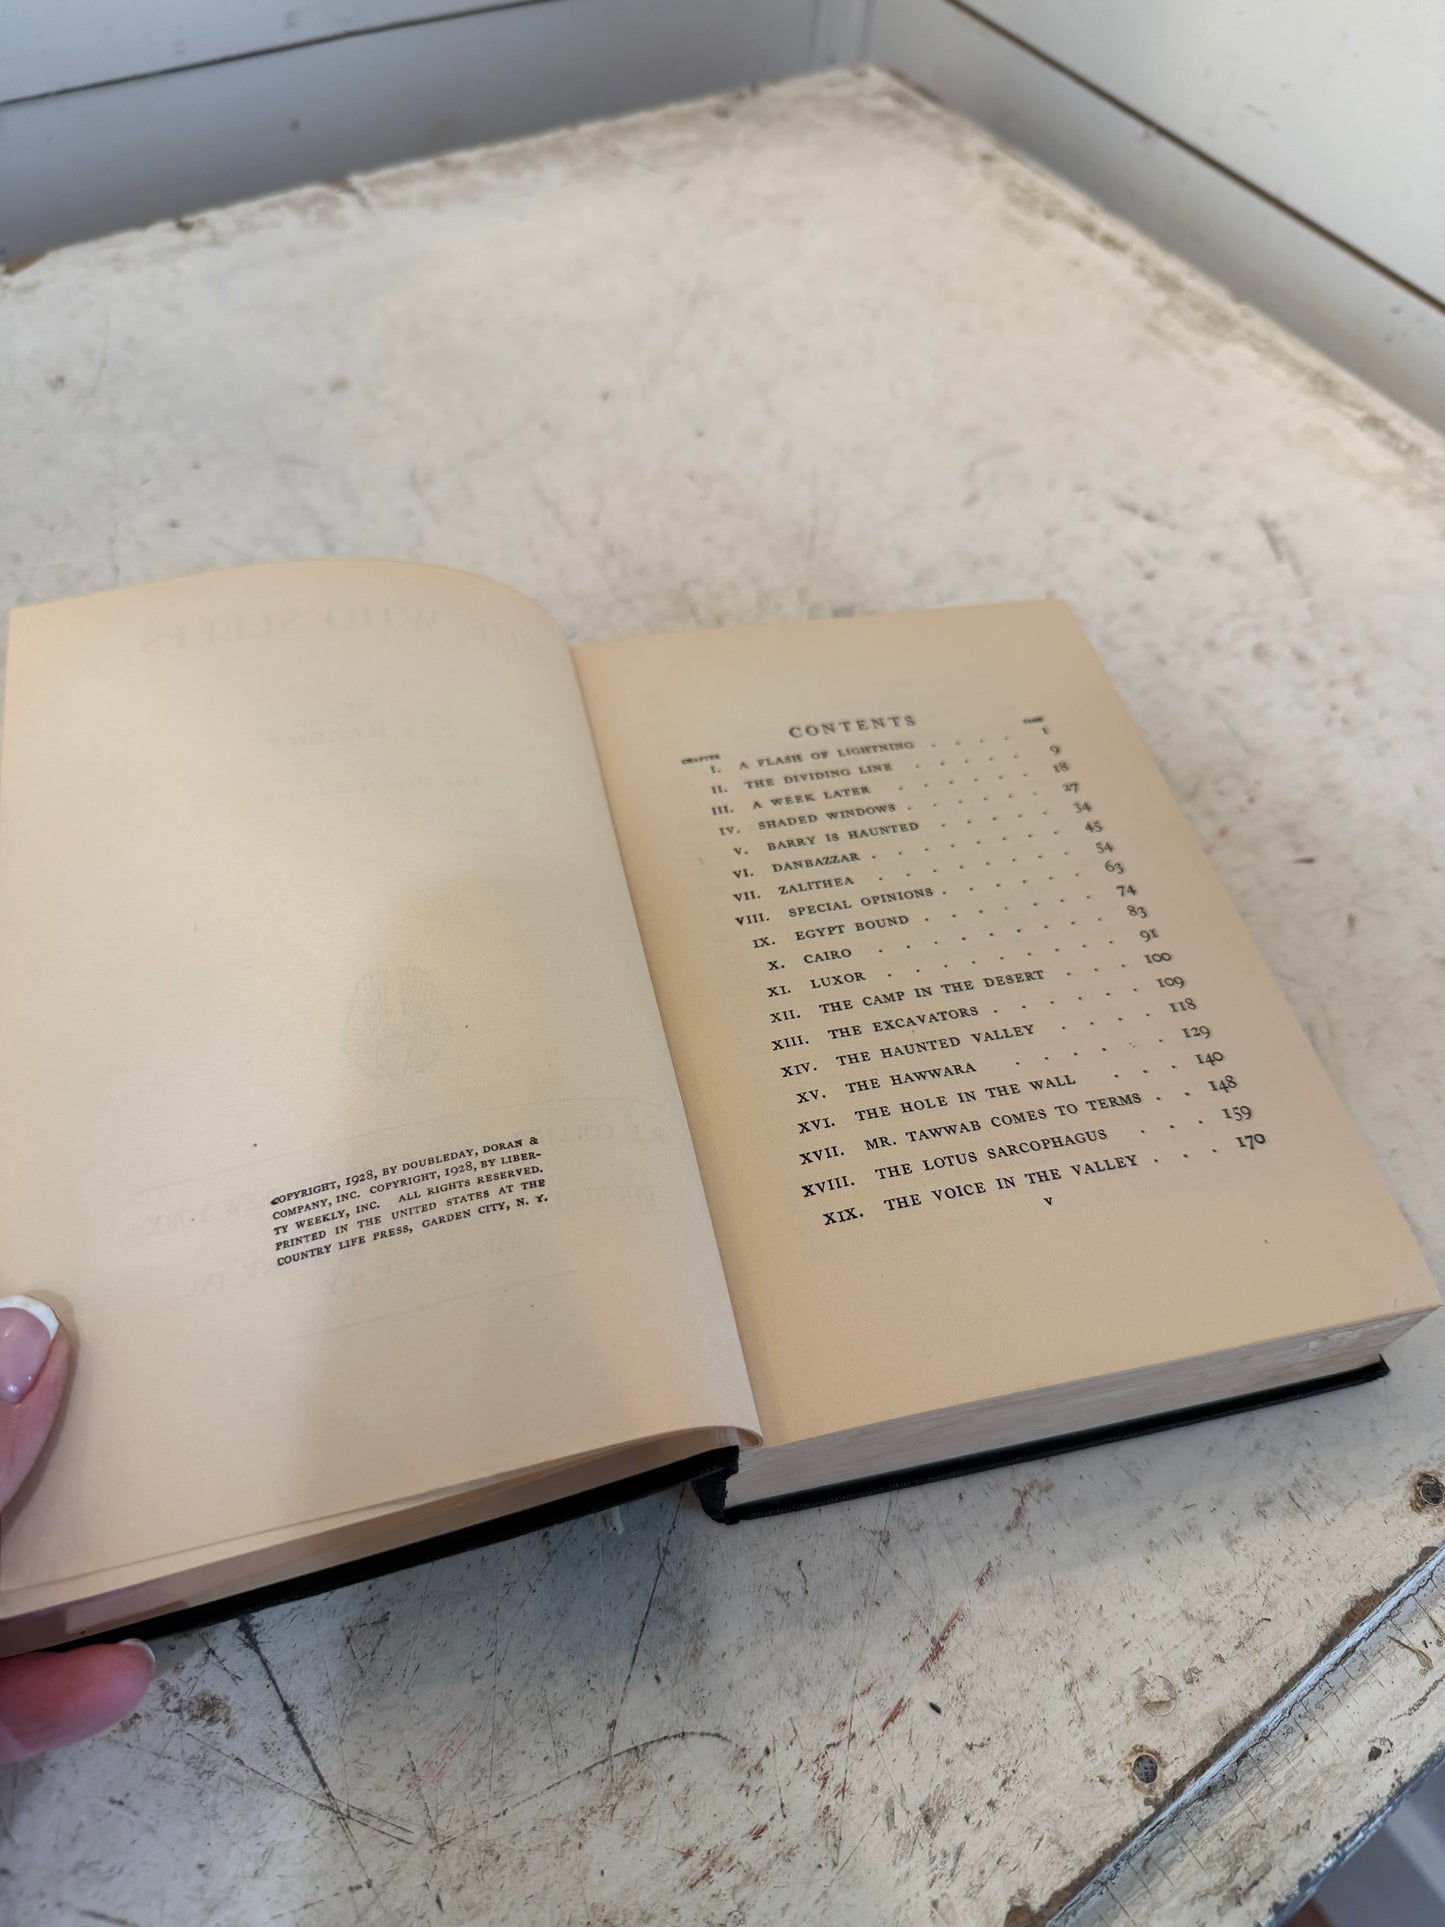 COPYRIGHT, 1928, BY DOUBLEDAY, DORAN &
COMPANY, INC. COPYRIGHT, 1928, BY LIBER-
TY WEEKLY, INC. ALL RIGHTS RESERVED.
PRINTED IN THE UNITED STATES AT THE
COUNTRY LIFE PRESS, GARDEN CITY, N. Y.
CONTENTS
CHAPTER PAGE
I. A FLASH OF LIGHTNING . . . . 1
II. THE DIVIDING LINE . . . . . 9
III. A WEEK LATER . . . . . 18
IV. SHADED WINDOWS . . . . . . 27
V. BARRY IS HAUNTED . . . . . 34
VI. DANBAZZAR . . . . . . . 45
VII. ZALITHEA . . . . . . . 54
VIII. SPECIAL OPINIONS . . . . . . 63
IX. EGYPT BOUND . . . . . . 74
X. CAIRO . . . . . . . . 83
XI. LUXOR . . . . . . . . . 91
XII. THE CAMP IN THE DESERT . . . 100
XIII. THE EXCAVATORS . . . . . . 109
XIV. THE HAUNTED VALLEY . . . . 118
XV. THE HAWWARA . . . . . . 129
XVI. THE HOLE IN THE WALL . . . . 140
XVII. MR. TAWWAB COMES TO TERMS . . 148
XVIII. THE LOTUS SARCOPHAGUS . . . 159
XIX. THE VOICE IN THE VALLEY . . . 170
v